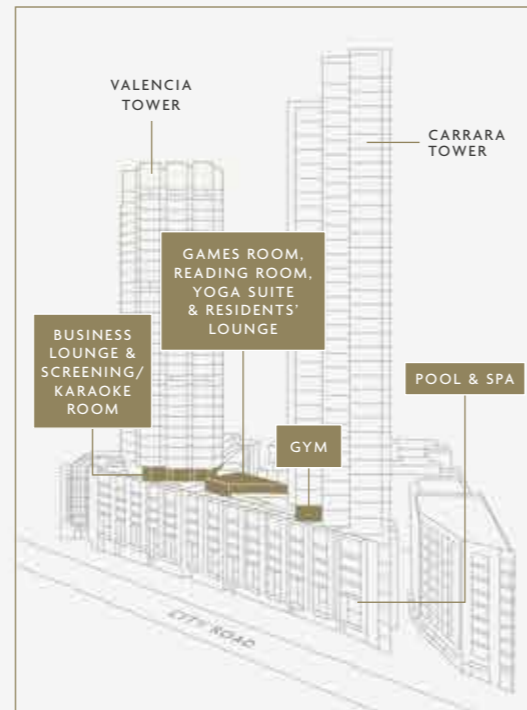 VALENCIA
TOWER
CARRARA
TOWER
GAMES ROOM,
READING ROOM,
YOGA SUITE
& RESIDENTS'
LOUNGE
BUSINESS
LOUNGE &
SCREENING/
KARAOKE
ROOM
POOL & SPA
GYM
CITY ROAD